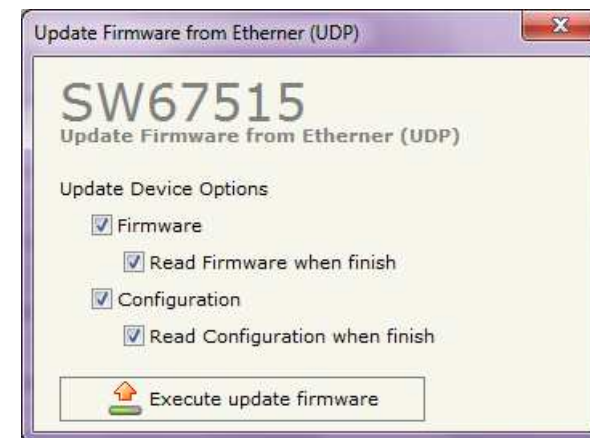 Update Firmware from Etherner (UDP)
SW67515
Update Firmware from Etherner (UDP)
Update Device Options
Firmware
Read Firmware when finish
Configuration
Read Configuration when finish
Execute update firmware